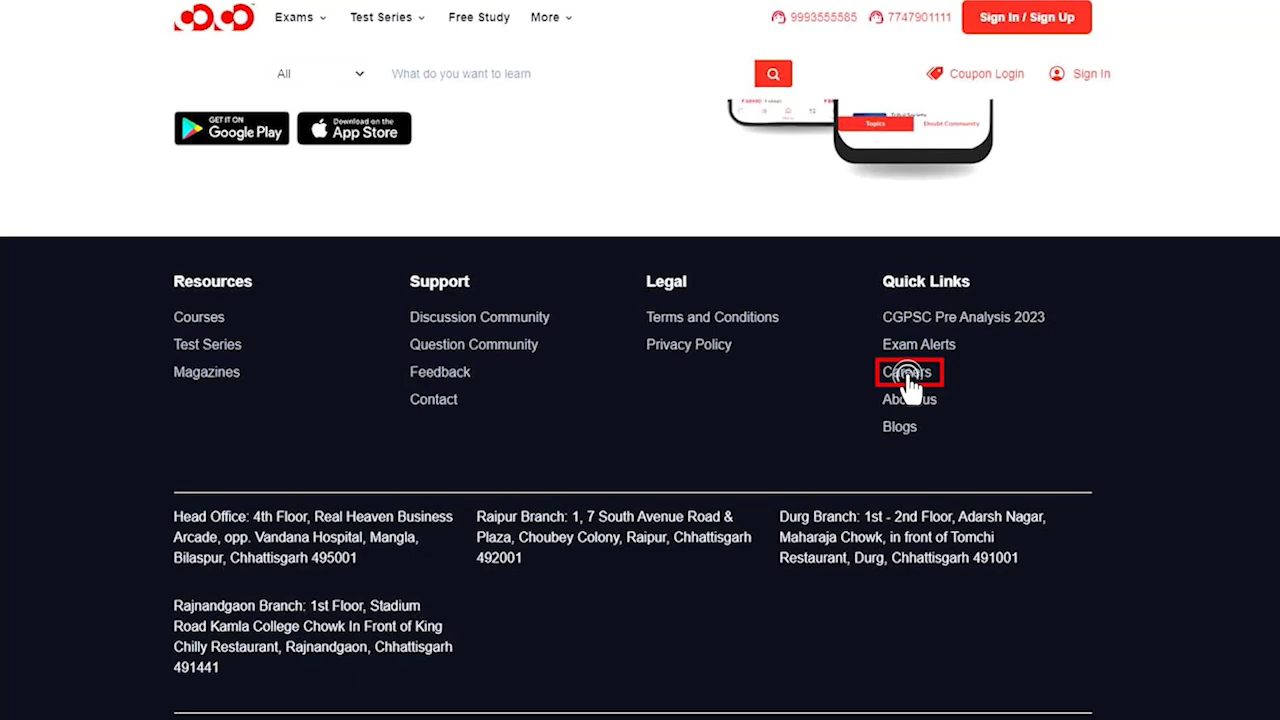 Exams Test Series Free Study More 9993555585 7747901111 Sign In / Sign Up
All What do you want to learn Coupon Login Sign In
GET IT ON
Google Play
Download on the
App Store
Topics Doubt Community
Resources Support Legal Quick Links
Courses Discussion Community Terms and Conditions CGPSC Pre Analysis 2023
Test Series Question Community Privacy Policy Exam Alerts
Magazines Feedback Careers
Contact About us
Blogs
Head Office: 4th Floor, Real Heaven Business
Arcade, opp. Vandana Hospital, Mangla,
Bilaspur, Chhattisgarh 495001
Raipur Branch: 1, 7 South Avenue Road &
Plaza, Choubey Colony, Raipur, Chhattisgarh
492001
Durg Branch: 1st - 2nd Floor, Adarsh Nagar,
Maharaja Chowk, in front of Tomchi
Restaurant, Durg, Chhattisgarh 491001
Rajnandgaon Branch: 1st Floor, Stadium
Road Kamla College Chowk In Front of King
Chilly Restaurant, Rajnandgaon, Chhattisgarh
491441